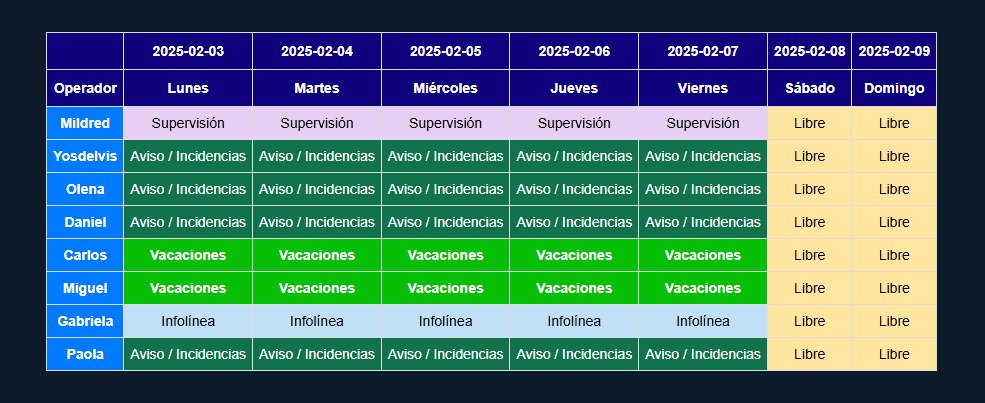 2025-02-03 2025-02-04 2025-02-05 2025-02-06 2025-02-07 2025-02-08 2025-02-09
Operador Lunes Martes Miércoles Jueves Viernes Sábado Domingo
Mildred Supervisión Supervisión Supervisión Supervisión Supervisión Libre Libre
Yosdelvis Aviso / Incidencias Aviso / Incidencias Aviso / Incidencias Aviso / Incidencias Aviso / Incidencias Libre Libre
Olena Aviso / Incidencias Aviso / Incidencias Aviso / Incidencias Aviso / Incidencias Aviso / Incidencias Libre Libre
Daniel Aviso / Incidencias Aviso / Incidencias Aviso / Incidencias Aviso / Incidencias Aviso / Incidencias Libre Libre
Carlos Vacaciones Vacaciones Vacaciones Vacaciones Vacaciones Libre Libre
Miguel Vacaciones Vacaciones Vacaciones Vacaciones Vacaciones Libre Libre
Gabriela Infolínea Infolínea Infolínea Infolínea Infolínea Libre Libre
Paola Aviso / Incidencias Aviso / Incidencias Aviso / Incidencias Aviso / Incidencias Aviso / Incidencias Libre Libre